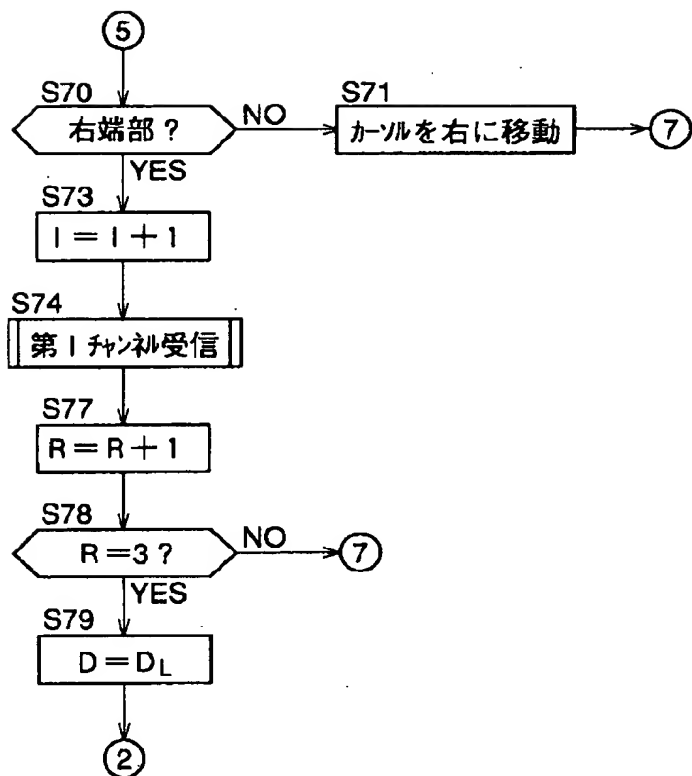 5
S70
右端部?
NO
S71
カーソルを右に移動
7
YES
S73
I=I+1
S74
第Iチャンネル受信
S77
R=R+1
S78
R=3?
NO
7
YES
S79
D=DL
2